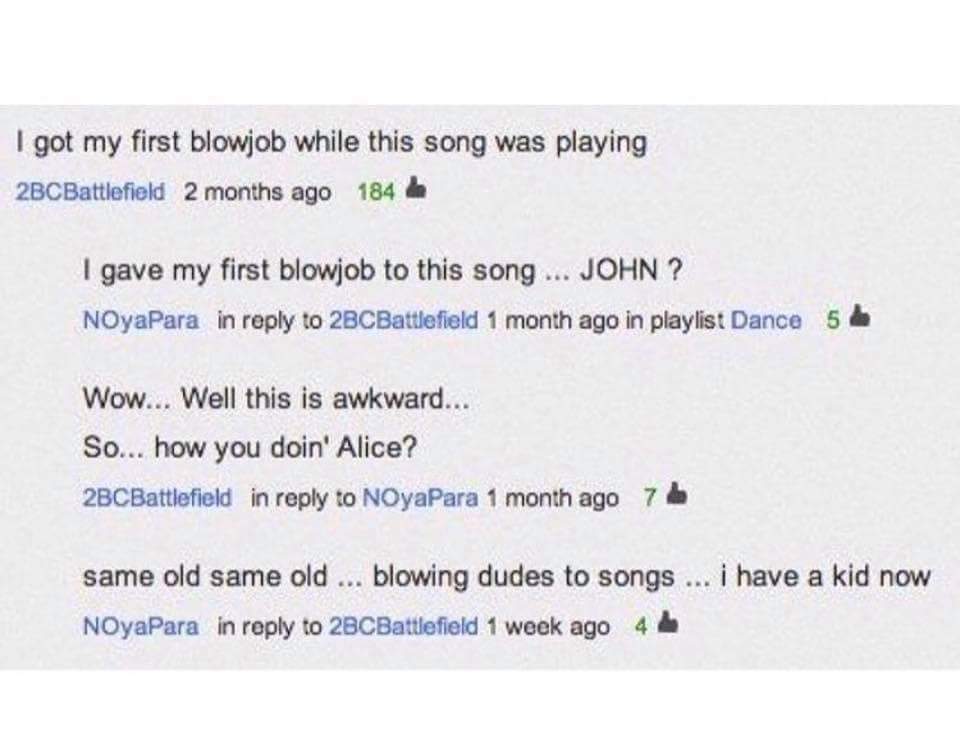 I got my first blowjob while this song was playing
2BCBattlefield 2 months ago 184
I gave my first blowjob to this song ... JOHN ?
NOyaPara in reply to 2BCBattlefield 1 month ago in playlist Dance 5
Wow... Well this is awkward...
So... how you doin' Alice?
2BCBattlefield in reply to NOyaPara 1 month ago 7
same old same old ... blowing dudes to songs ... i have a kid now
NOyaPara in reply to 2BCBattlefield 1 week ago 4